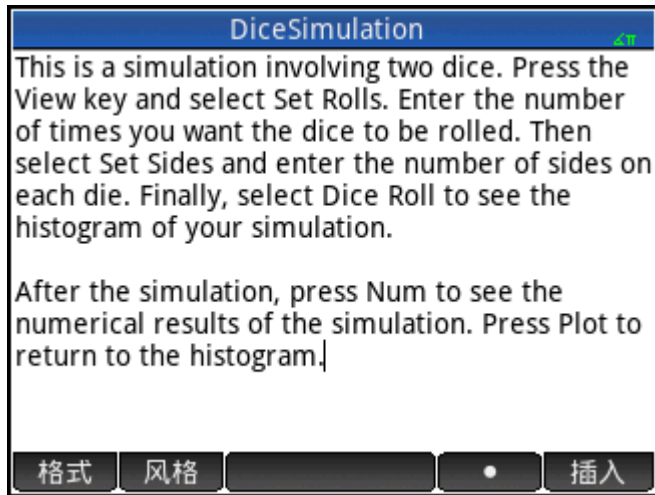 DiceSimulation
∡π
This is a simulation involving two dice. Press the
View key and select Set Rolls. Enter the number
of times you want the dice to be rolled. Then
select Set Sides and enter the number of sides on
each die. Finally, select Dice Roll to see the
histogram of your simulation.
After the simulation, press Num to see the
numerical results of the simulation. Press Plot to
return to the histogram.
格式 风格 • 插入